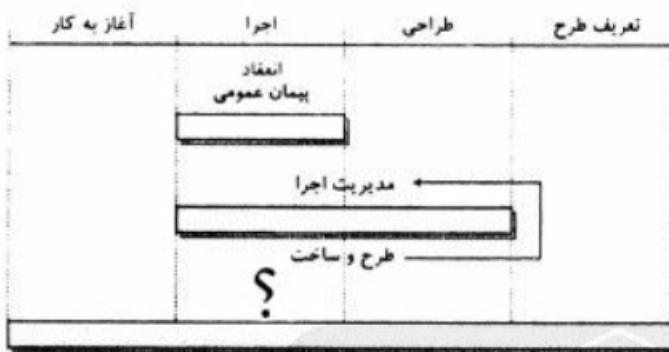 تعریف طرح
طراحی
اجرا
آغاز به کار
انعقاد
پیمان عمومی
مدیریت اجرا
طرح و ساخت
؟